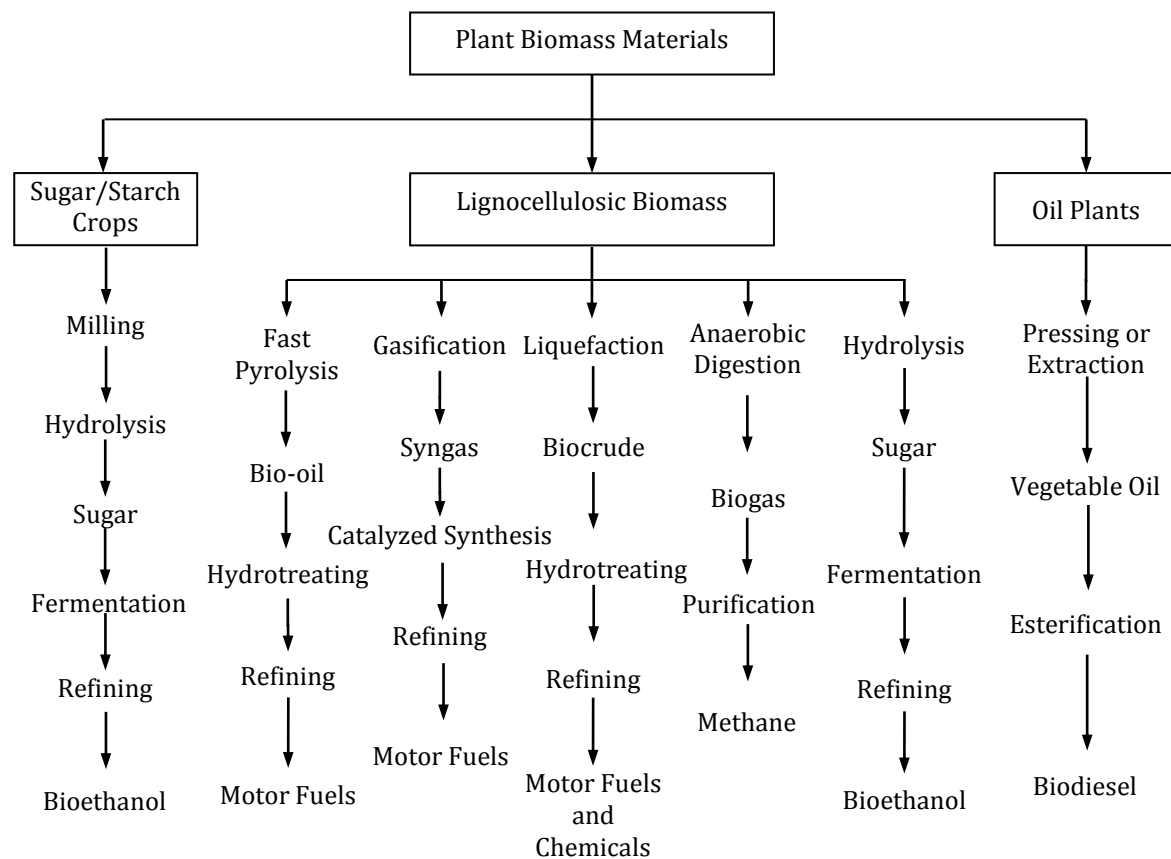 Plant Biomass Materials
Sugar/Starch
Crops
Lignocellulosic Biomass
Oil Plants
Milling
Hydrolysis
Sugar
Fermentation
Refining
Bioethanol
Fast
Pyrolysis
Bio-oil
Hydrotreating
Refining
Motor Fuels
Gasification
Syngas
Catalyzed Synthesis
Refining
Motor Fuels
Liquefaction
Biocrude
Hydrotreating
Refining
Motor Fuels
and
Chemicals
Anaerobic
Digestion
Biogas
Purification
Methane
Hydrolysis
Sugar
Fermentation
Refining
Bioethanol
Pressing or
Extraction
Vegetable Oil
Esterification
Biodiesel